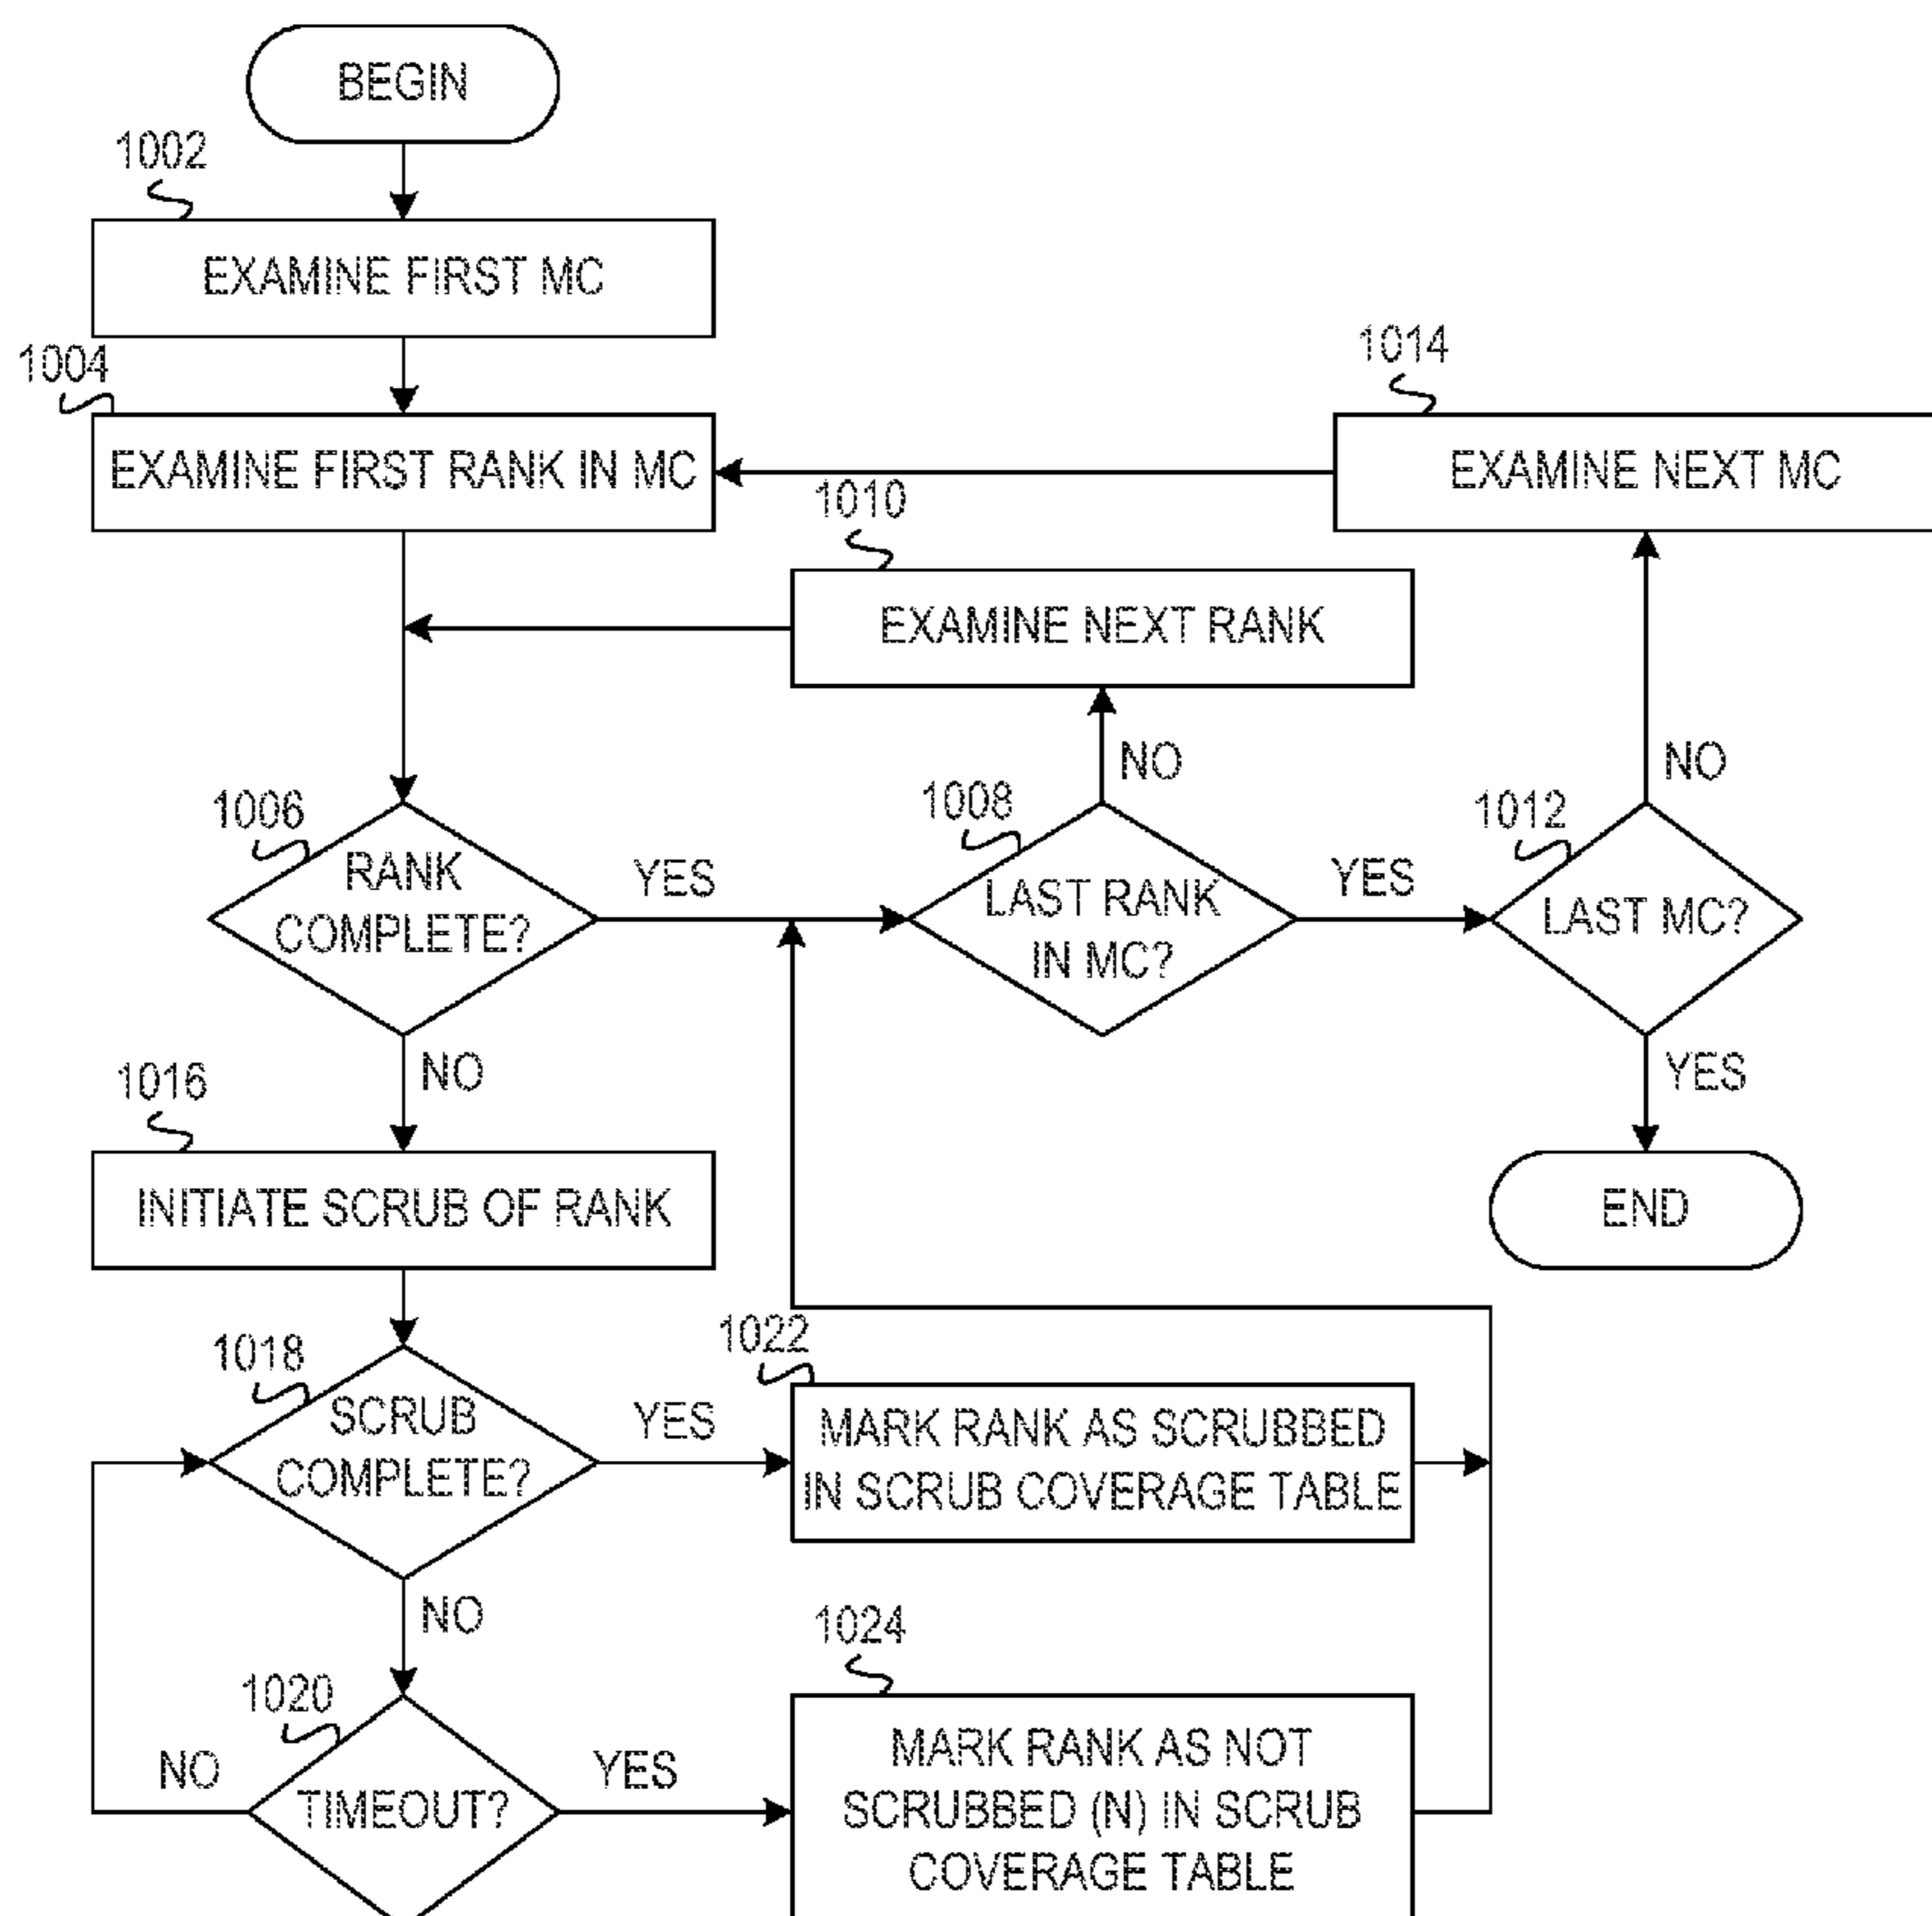 BEGIN
1002
EXAMINE FIRST MC
1004
EXAMINE FIRST RANK IN MC
1014
EXAMINE NEXT MC
1010
EXAMINE NEXT RANK
NO
NO
1006
RANK
COMPLETE?
YES
1008
LAST RANK
IN MC?
YES
1012
LAST MC?
NO
YES
1016
INITIATE SCRUB OF RANK
END
1018
SCRUB
COMPLETE?
YES
1022
MARK RANK AS SCRUBBED
IN SCRUB COVERAGE TABLE
NO
1020
TIMEOUT?
NO
YES
1024
MARK RANK AS NOT
SCRUBBED (N) IN SCRUB
COVERAGE TABLE